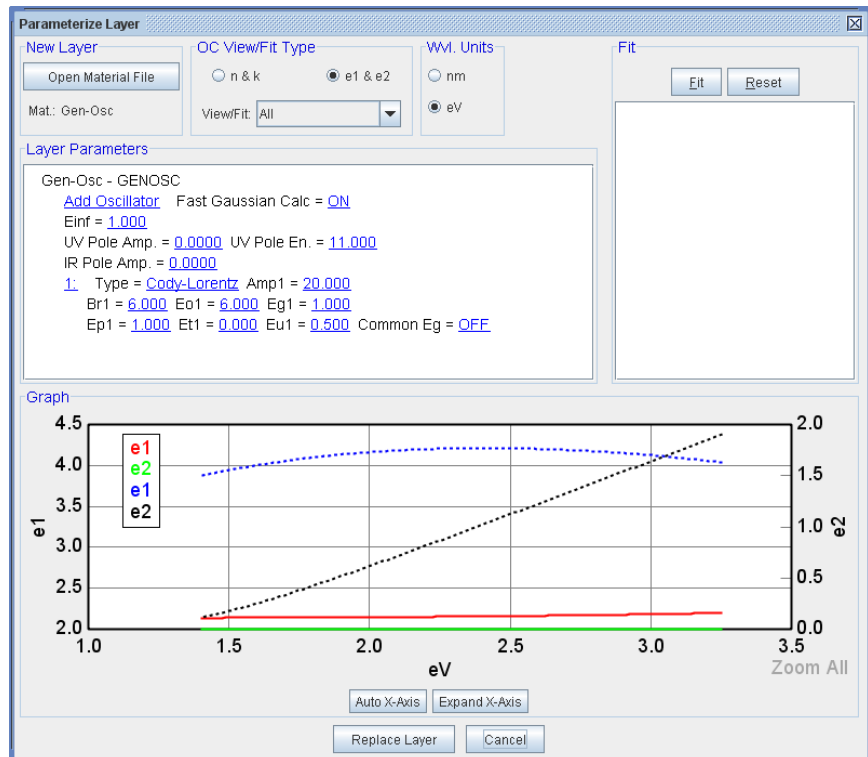 Parameterize Layer
New Layer
Open Material File
Mat.: Gen-Osc
OC View/Fit Type
n & k
e1 & e2
View/Fit: All
Wvl. Units
nm
eV
Fit
Fit
Reset
Layer Parameters
Gen-Osc - GENOSC
Add Oscillator Fast Gaussian Calc = ON
Einf = 1.000
UV Pole Amp. = 0.0000 UV Pole En. = 11.000
IR Pole Amp. = 0.0000
1: Type = Cody-Lorentz Amp1 = 20.000
Br1 = 6.000 Eo1 = 6.000 Eg1 = 1.000
Ep1 = 1.000 Et1 = 0.000 Eu1 = 0.500 Common Eg = OFF
Graph
4.5
4.0
3.5
3.0
2.5
2.0
e1
e1
e2
e1
e2
2.0
1.5
1.0
0.5
0.0
e2
1.0 1.5 2.0 2.5 3.0 3.5
eV
Zoom All
Auto X-Axis
Expand X-Axis
Replace Layer
Cancel